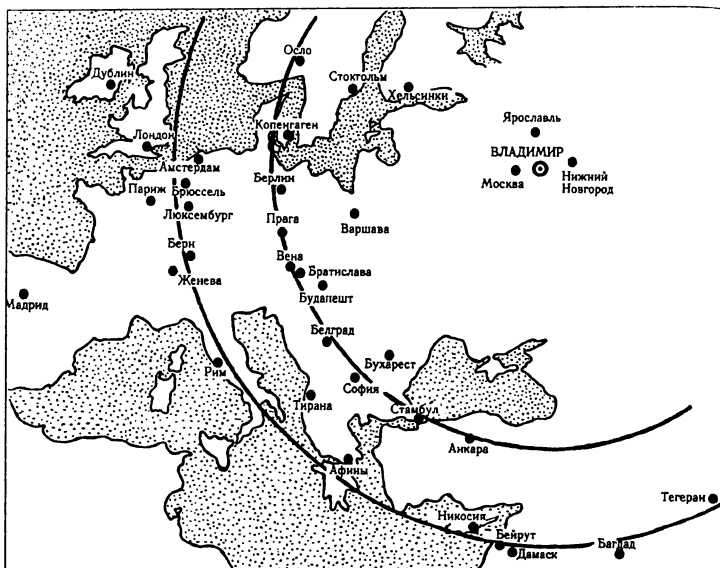 Осло
Дублин
Стокгольм
Хельсинки
Копенгаген
Ярославль
Лондон
ВЛАДИМИР
Амстердам
Москва
Нижний
Новгород
Париж
Брюссель
Берлин
Люксембург
Прага
Варшава
Берн
Вена
Братислава
Женева
Будапешт
Мадрид
Белград
Бухарест
Рим
София
Тирана
Стамбул
Анкара
Афины
Тегеран
Никосия
Бейрут
Дамаск
Багдад